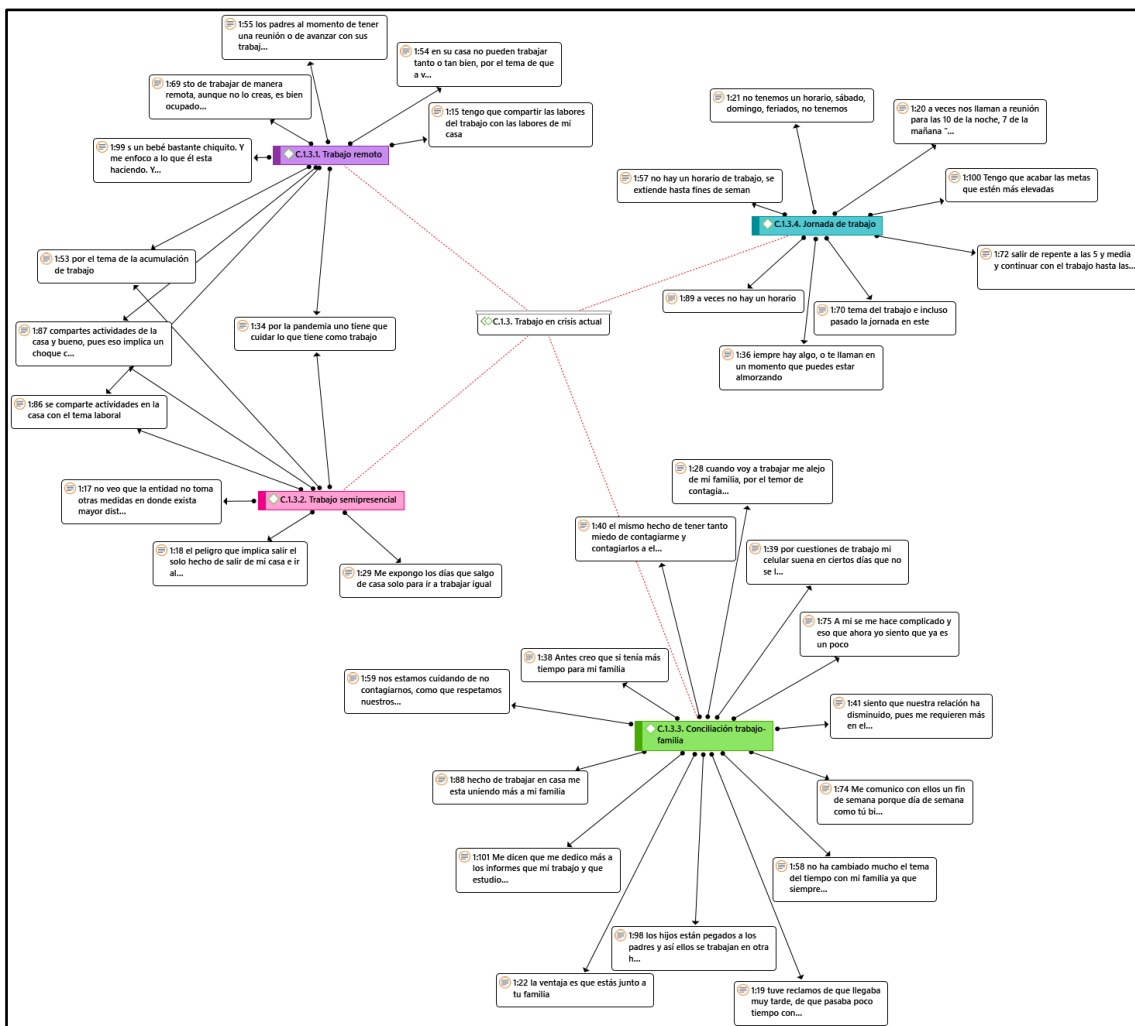 1:55 los padres al momento de tener
una reunión o de avanzar con sus
trabaj...
1:54 en su casa no pueden trabajar
tanto o tan bien, por el tema de que
a v...
1:69 sto de trabajar de manera
remota, aunque no lo creas, es bien
ocupado...
1:15 tengo que compartir las labores
del trabajo con las labores de mi
casa
1:99 s un bebé bastante chiquito. Y
me enfoco a lo que él esta
haciendo. Y...
C.1.3.1. Trabajo remoto
1:21 no tenemos un horario, sábado,
domingo, feriados, no tenemos
1:20 a veces nos llaman a reunión
para las 10 de la noche, 7 de la
mañana "...
1:57 no hay un horario de trabajo, se
extiende hasta fines de seman
1:100 Tengo que acabar las metas
que estén más elevadas
C.1.3.4. Jornada de trabajo
1:72 salir de repente a las 5 y media
y continuar con el trabajo hasta las...
1:89 a veces no hay un horario
1:70 tema del trabajo e incluso
pasado la jornada en este
1:36 iempre hay algo, o te llaman en
un momento que puedes estar
almorzando
1:53 por el tema de la acumulación
de trabajo
1:87 compartes actividades de la
casa y bueno, pues eso implica un
choque c...
1:34 por la pandemia uno tiene que
cuidar lo que tiene como trabajo
C.1.3. Trabajo en crisis actual
1:86 se comparte actividades en la
casa con el tema laboral
1:17 no veo que la entidad no toma
otras medidas en donde exista
mayor dist...
C.1.3.2. Trabajo semipresencial
1:18 el peligro que implica salir el
solo hecho de salir de mi casa e ir
al...
1:29 Me expongo los días que salgo
de casa solo para ir a trabajar igual
1:28 cuando voy a trabajar me alejo
de mi familia, por el temor de
contagia...
1:40 el mismo hecho de tener tanto
miedo de contagiarme y
contagiarlos a el...
1:39 por cuestiones de trabajo mi
celular suena en ciertos días que no
se l...
1:75 A mi se me hace complicado y
eso que ahora yo siento que ya es
un poco
1:38 Antes creo que si tenía más
tiempo para mi familia
1:59 nos estamos cuidando de no
contagiarnos, como que respetamos
nuestros...
1:41 siento que nuestra relación ha
disminuido, pues me requieren más
en el...
C.1.3.3. Conciliación trabajo-
familia
1:88 hecho de trabajar en casa me
esta uniendo más a mi familia
1:74 Me comunico con ellos un fin
de semana porque día de semana
como tú bi...
1:101 Me dicen que me dedico más a
los informes que mi trabajo y que
estudio...
1:58 no ha cambiado mucho el tema
del tiempo con mi familia ya que
siempre...
1:98 los hijos están pegados a los
padres y así ellos se trabajan en otra
h...
1:22 la ventaja es que estás junto a
tu familia
1:19 tuve reclamos de que llegaba
muy tarde, de que pasaba poco
tiempo con...